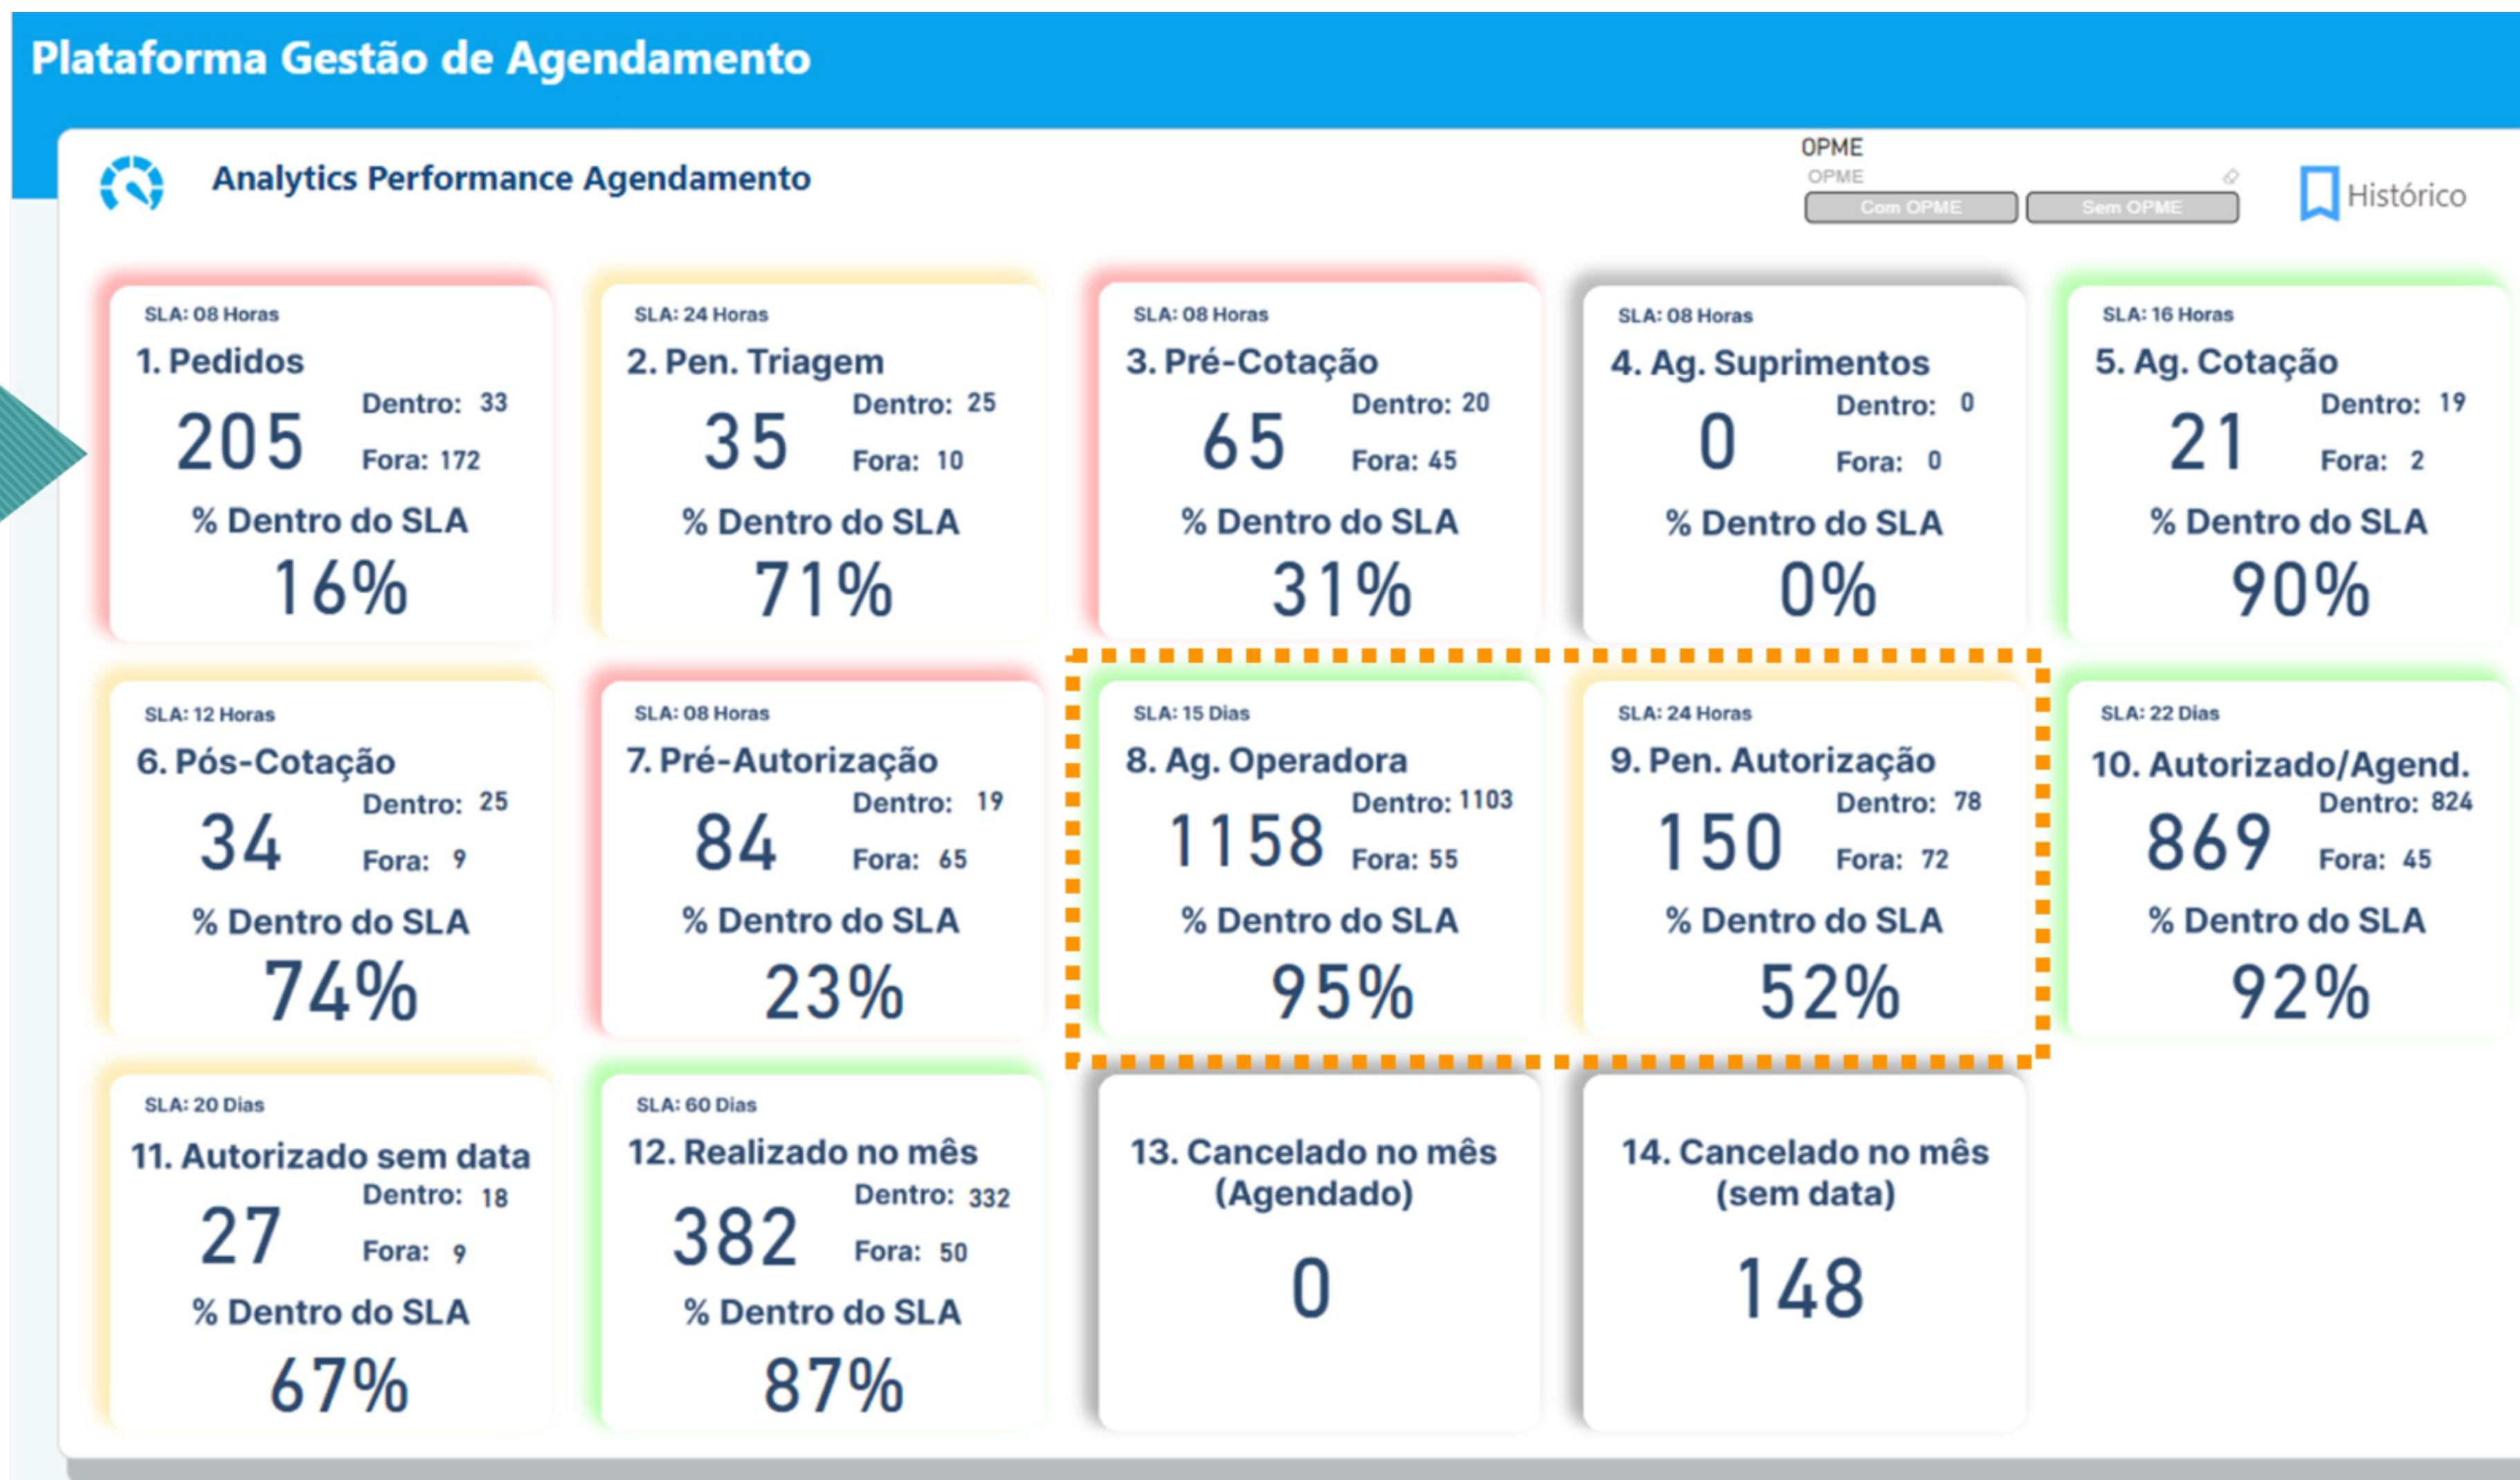 Plataforma Gestão de Agendamento
Analytics Performance Agendamento
OPME
OPME
Com OPME
Sem OPME
Histórico
SLA: 08 Horas
1. Pedidos
205
Dentro: 33
Fora: 172
% Dentro do SLA
16%
SLA: 24 Horas
2. Pen. Triagem
35
Dentro: 25
Fora: 10
% Dentro do SLA
71%
SLA: 08 Horas
3. Pré-Cotação
65
Dentro: 20
Fora: 45
% Dentro do SLA
31%
SLA: 08 Horas
4. Ag. Suprimentos
0
Dentro: 0
Fora: 0
% Dentro do SLA
0%
SLA: 16 Horas
5. Ag. Cotação
21
Dentro: 19
Fora: 2
% Dentro do SLA
90%
SLA: 12 Horas
6. Pós-Cotação
34
Dentro: 25
Fora: 9
% Dentro do SLA
74%
SLA: 08 Horas
7. Pré-Autorização
84
Dentro: 19
Fora: 65
% Dentro do SLA
23%
SLA: 15 Dias
8. Ag. Operadora
1158
Dentro: 1103
Fora: 55
% Dentro do SLA
95%
SLA: 24 Horas
9. Pen. Autorização
150
Dentro: 78
Fora: 72
% Dentro do SLA
52%
SLA: 22 Dias
10. Autorizado/Agend.
869
Dentro: 824
Fora: 45
% Dentro do SLA
92%
SLA: 20 Dias
11. Autorizado sem data
27
Dentro: 18
Fora: 9
% Dentro do SLA
67%
SLA: 60 Dias
12. Realizado no mês
382
Dentro: 332
Fora: 50
% Dentro do SLA
87%
13. Cancelado no mês
(Agendado)
0
14. Cancelado no mês
(sem data)
148